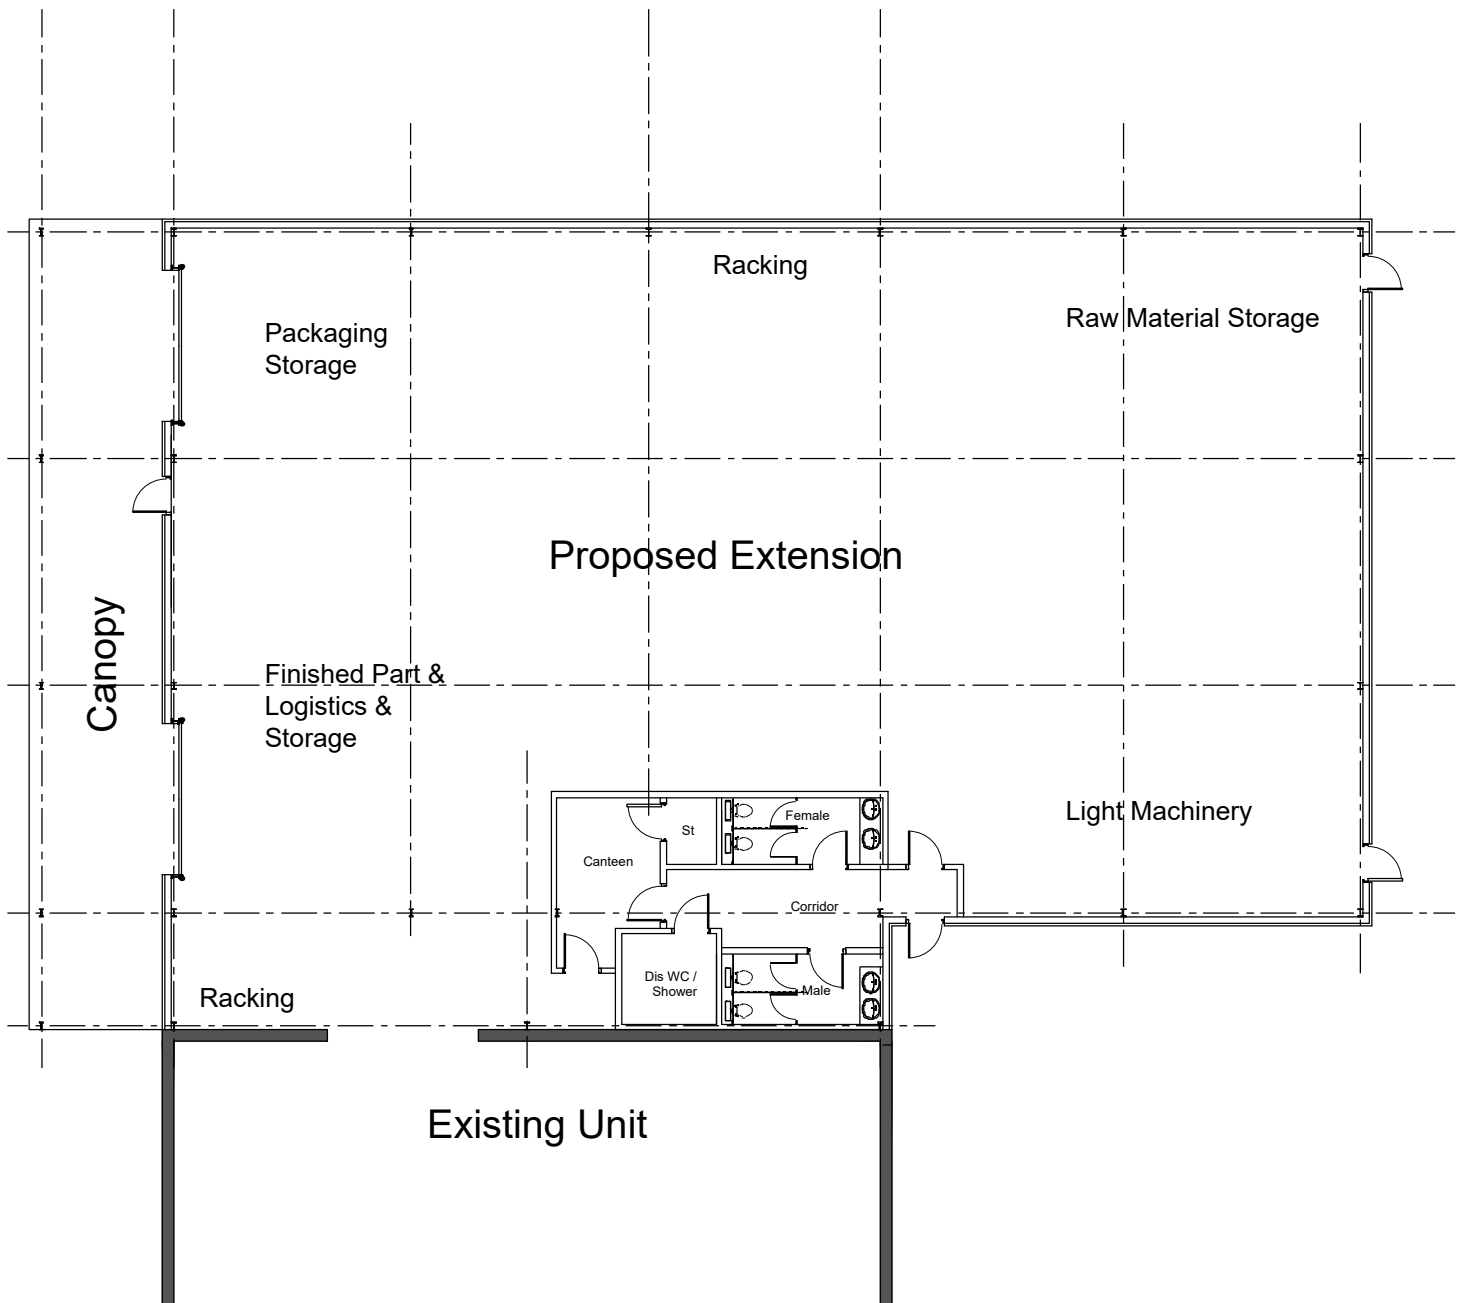 Racking
Raw Material Storage
Packaging
Storage
Proposed Extension
Canopy
Finished Part &
Logistics &
Storage
Light Machinery
Female
St
Canteen
Corridor
Dis WC /
Shower
Male
Racking
Existing Unit